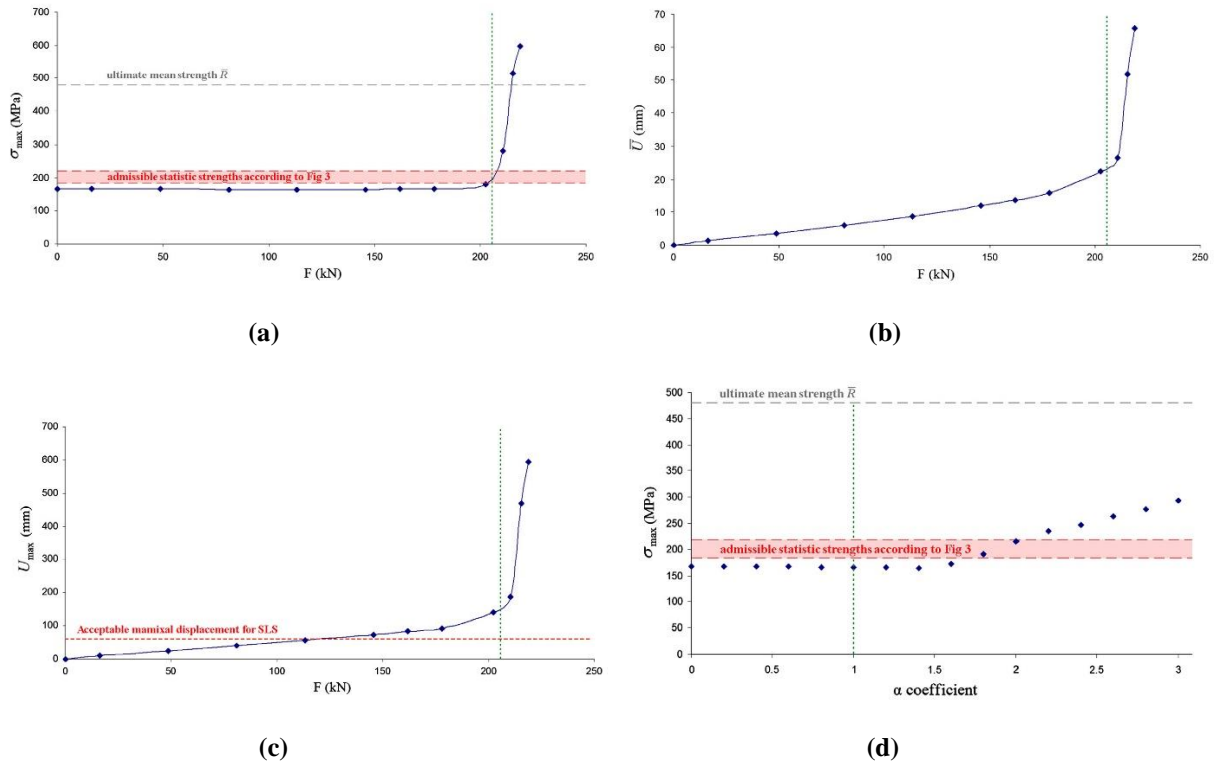 700
600
500
400
300
200
100
0
σmax (MPa)
ultimate mean strength R̅
admissible statistic strengths according to Fig 3
0 50 100 150 200 250
F (kN)
(a)
70
60
50
40
30
20
10
0
U̅ (mm)
0 50 100 150 200 250
F (kN)
(b)
700
600
500
400
300
200
100
0
Umax (mm)
Acceptable mamixal displacement for SLS
0 50 100 150 200 250
F (kN)
(c)
ultimate mean strength R̅
500
450
400
350
300
250
200
150
100
50
0
σmax (MPa)
admissible statistic strengths according to Fig 3
0 0.5 1 1.5 2 2.5 3
α coefficient
(d)